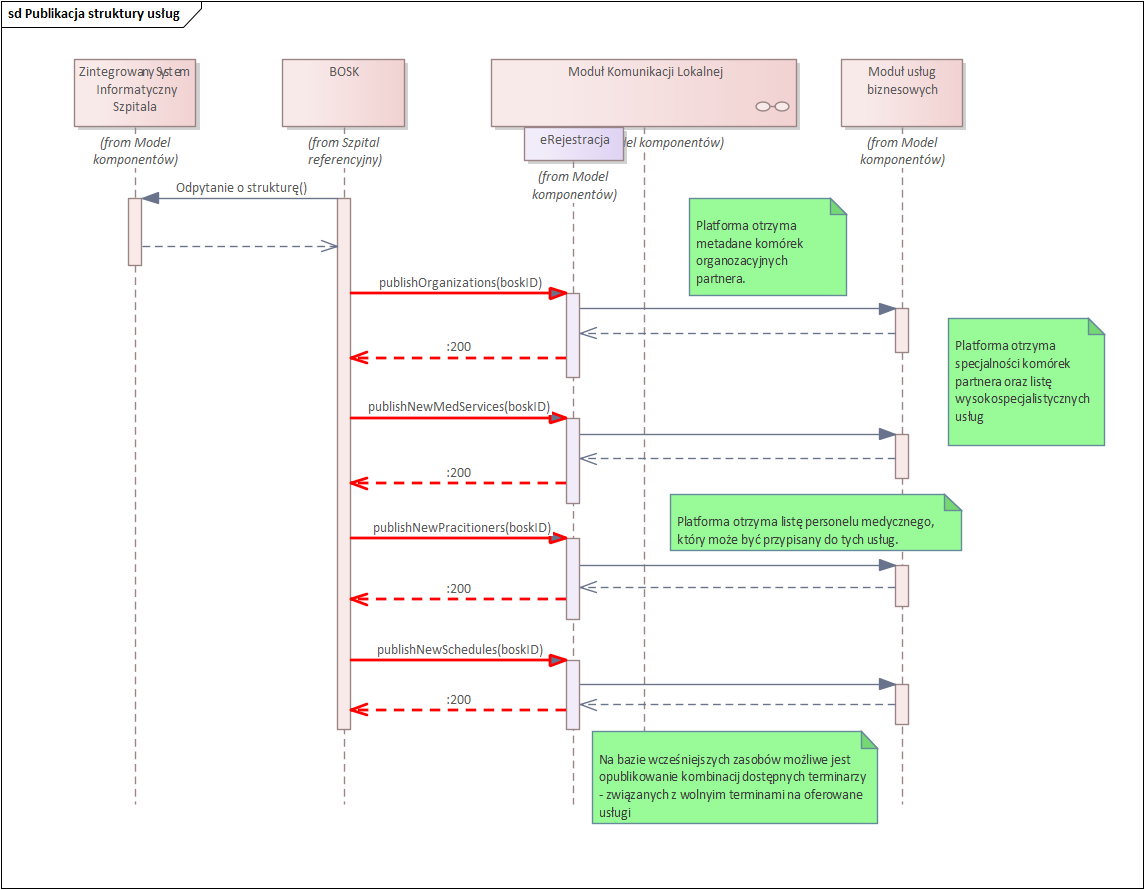 sd Publikacja struktury usług
Zintegrowany System
Informatyczny
Szpitala
(from Model
komponentów)
BOSK
(from Szpital
referencyjny)
Moduł Komunikacji Lokalnej
eRejestracja
del komponentów)
(from Model
komponentów)
Moduł usług
biznesowych
(from Model
komponentów)
Odpytanie o strukturę()
Platforma otrzyma
metadane komórek
organozacyjnych
partnera.
publishOrganizations(boskID)
:200
Platforma otrzyma
specjalności komórek
partnera oraz listę
wysokospecjalistycznych
usług
publishNewMedServices(boskID)
:200
Platforma otrzyma listę personelu medycznego,
który może być przypisany do tych usług.
publishNewPracitioners(boskID)
:200
publishNewSchedules(boskID)
:200
Na bazie wcześniejszych zasobów możliwe jest
opublikowanie kombinacij dostępnych terminarzy
- związanych z wolnym terminami na oferowane
usługi